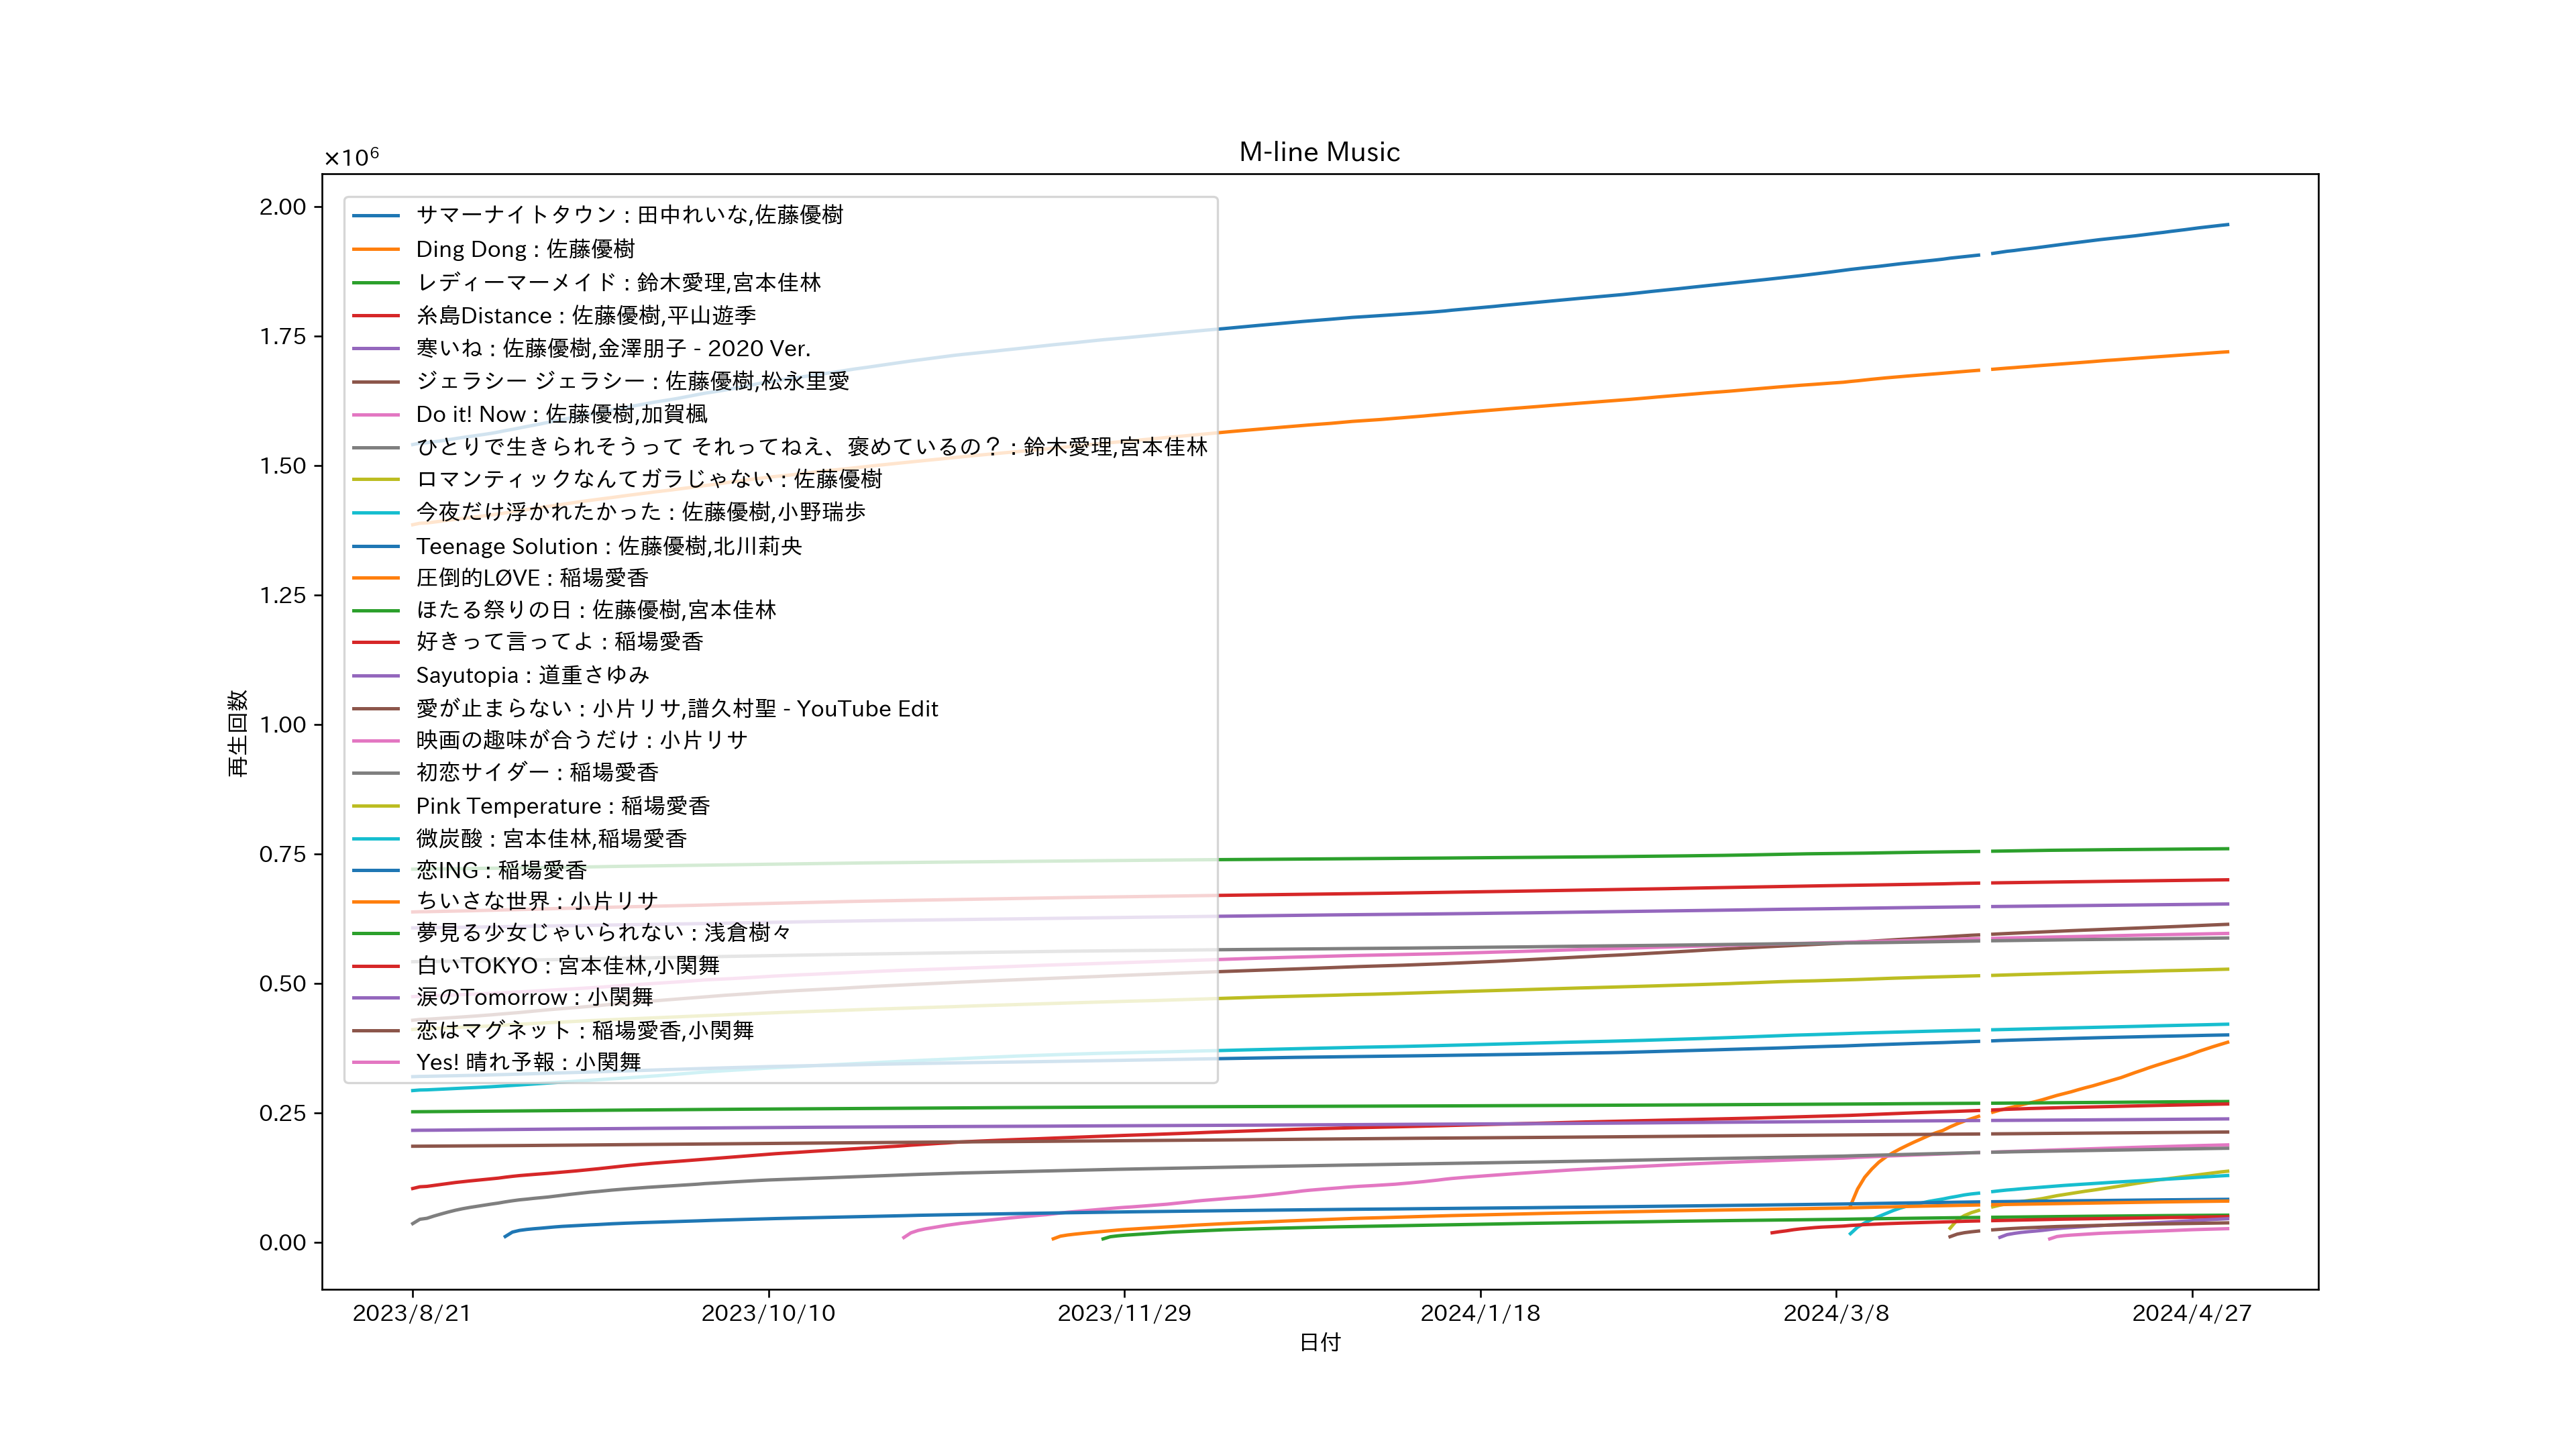 M-line Music
×10⁶
2.00
1.75
1.50
1.25
1.00
0.75
0.50
0.25
0.00
再生回数
サマーナイトタウン : 田中れいな,佐藤優樹
Ding Dong : 佐藤優樹
レディーマーメイド : 鈴木愛理,宮本佳林
糸島Distance : 佐藤優樹,平山遊季
寒いね : 佐藤優樹,金澤朋子 - 2020 Ver.
ジェラシー ジェラシー : 佐藤優樹,松永里愛
Do it! Now : 佐藤優樹,加賀楓
ひとりで生きられそうって それってねえ、褒めているの？ : 鈴木愛理,宮本佳林
ロマンティックなんてガラじゃない : 佐藤優樹
今夜だけ浮かれたかった : 佐藤優樹,小野瑞歩
Teenage Solution : 佐藤優樹,北川莉央
圧倒的LØVE : 稲場愛香
ほたる祭りの日 : 佐藤優樹,宮本佳林
好きって言ってよ : 稲場愛香
Sayutopia : 道重さゆみ
愛が止まらない : 小片リサ,譜久村聖 - YouTube Edit
映画の趣味が合うだけ : 小片リサ
初恋サイダー : 稲場愛香
Pink Temperature : 稲場愛香
微炭酸 : 宮本佳林,稲場愛香
恋ING : 稲場愛香
ちいさな世界 : 小片リサ
夢見る少女じゃいられない : 浅倉樹々
白いTOKYO : 宮本佳林,小関舞
涙のTomorrow : 小関舞
恋はマグネット : 稲場愛香,小関舞
Yes! 晴れ予報 : 小関舞
2023/8/21
2023/10/10
2023/11/29
2024/1/18
2024/3/8
2024/4/27
日付